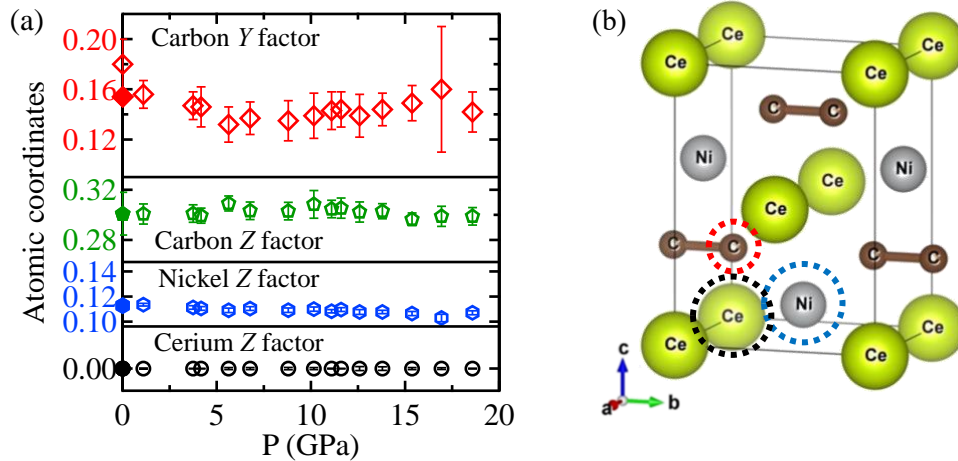 (a)
Atomic coordinates
0.20
0.16
0.12
Carbon Y factor
0.32
0.28
Carbon Z factor
0.14
0.12
0.10
Nickel Z factor
0.00
Cerium Z factor
0 5 10 15 20
P (GPa)
(b)
Ce
Ce
Ce
Ce
C C
Ni
Ni
Ce
Ce
C C
C C
Ce
Ni
Ce
Ce
Ce
c
a
b